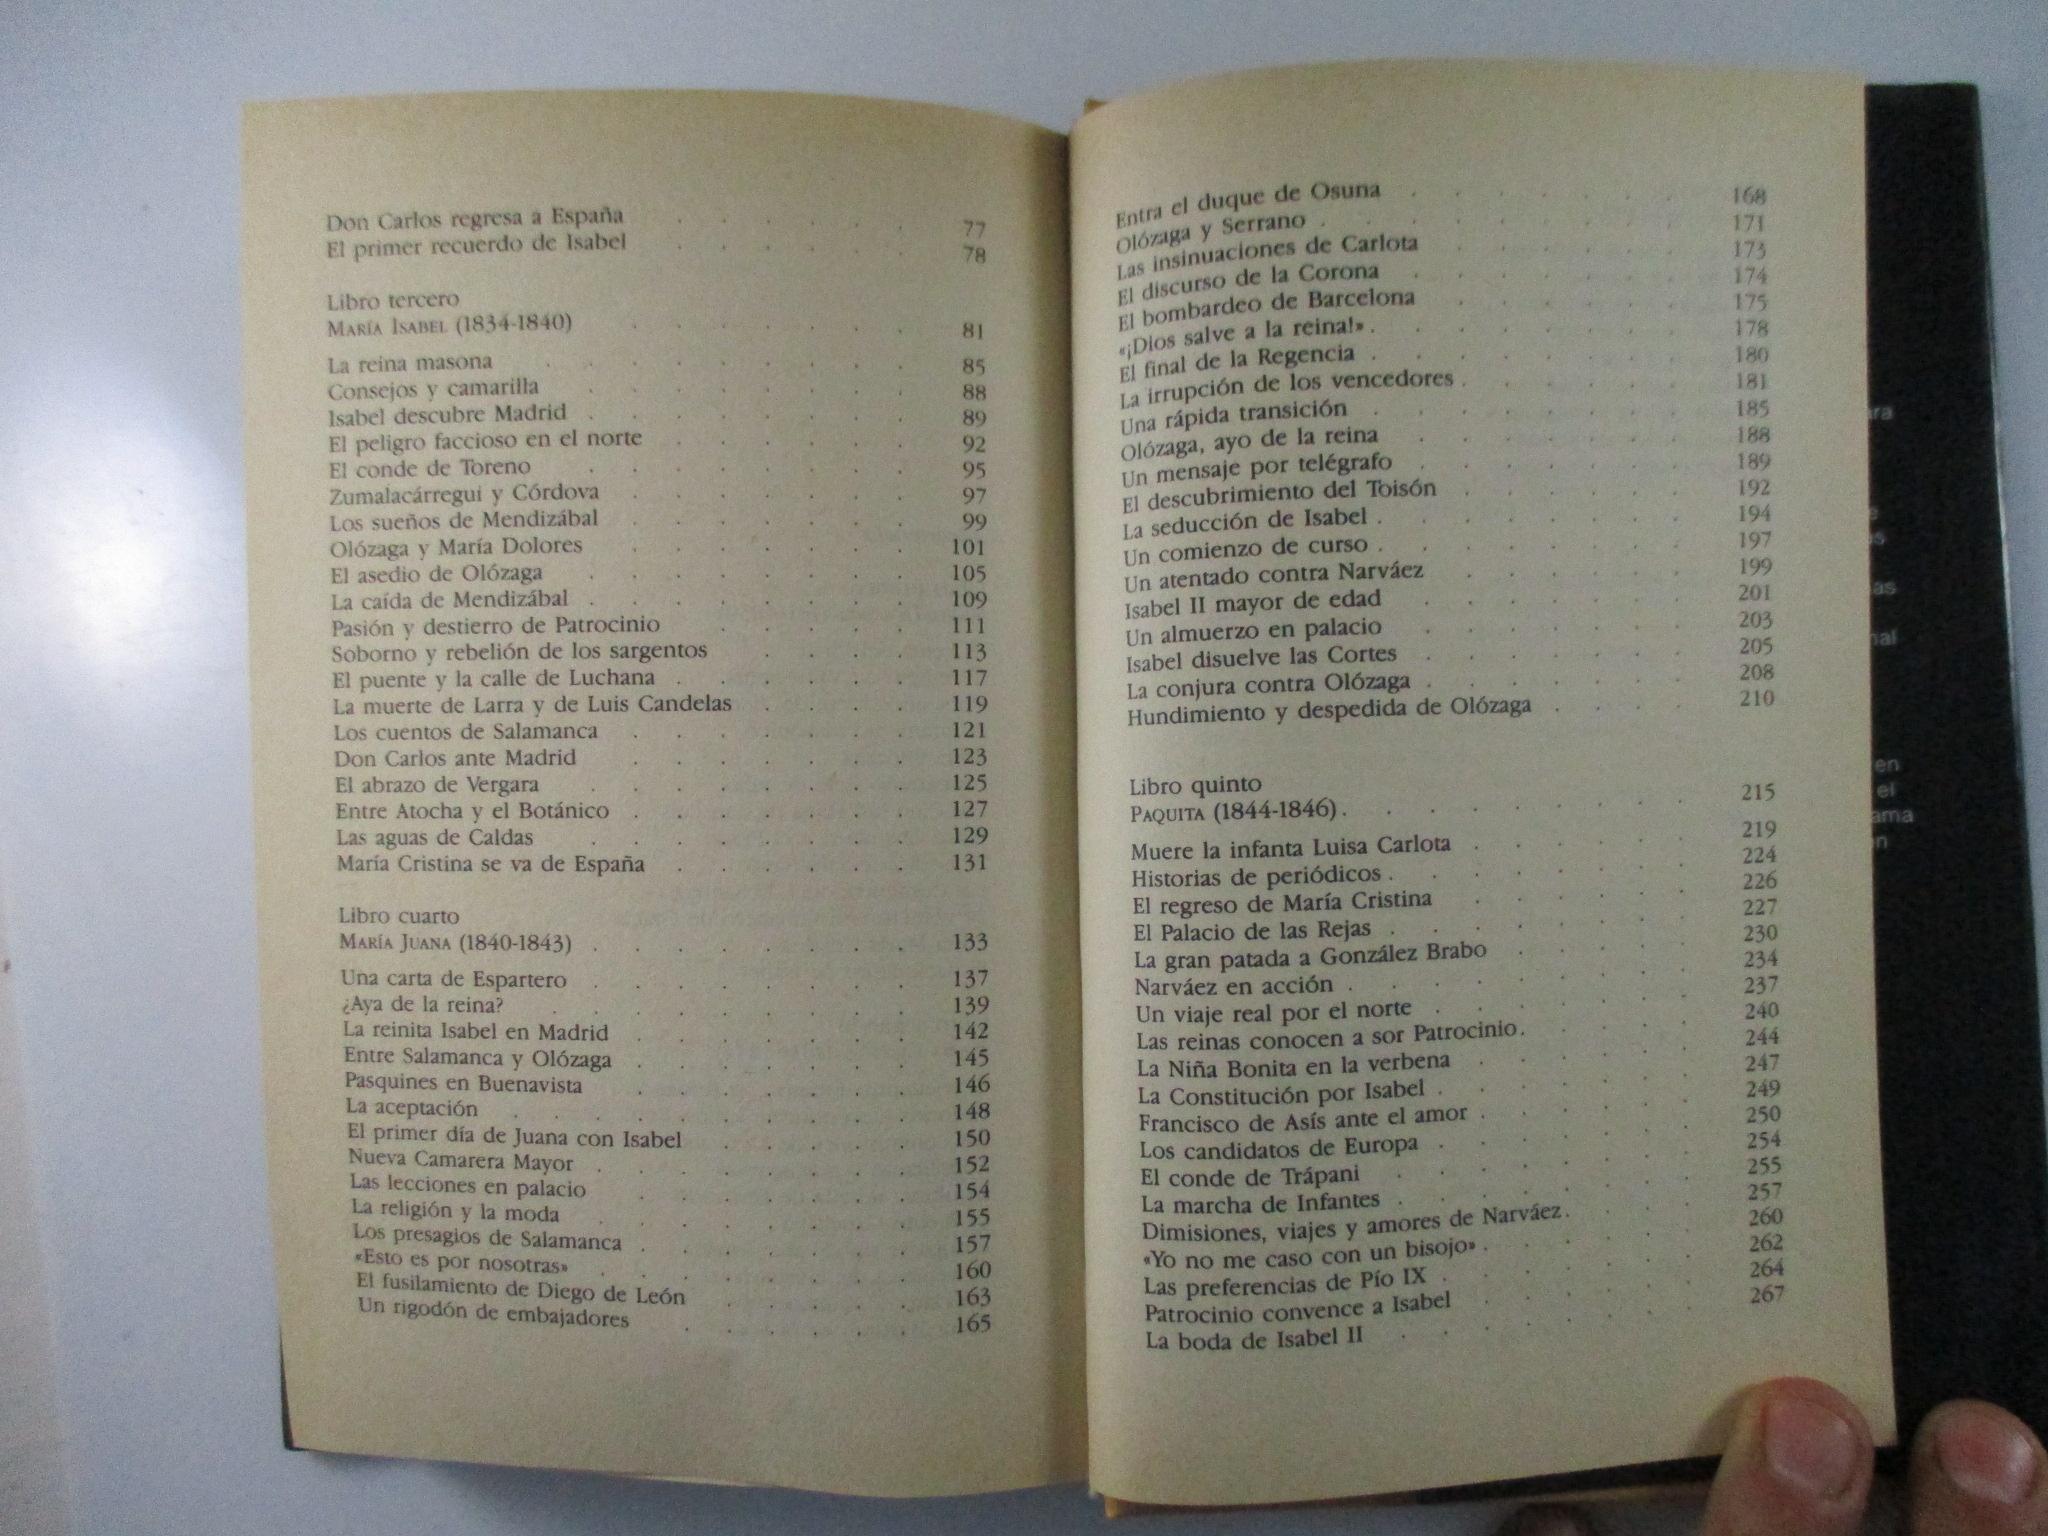 Don Carlos regresa a España . . . . . . 77
El primer recuerdo de Isabel . . . . . . 78
Libro tercero
MARÍA ISABEL (1834-1840) . . . . . . . 81
La reina masona . . . . . . . . . 85
Consejos y camarilla . . . . . . . . 88
Isabel descubre Madrid . . . . . . . . 89
El peligro faccioso en el norte . . . . . . 92
El conde de Toreno . . . . . . . . 95
Zumalacárregui y Córdova . . . . . . . 97
Los sueños de Mendizábal . . . . . . . 99
Olózaga y María Dolores . . . . . . . 101
El asedio de Olózaga . . . . . . . . 105
La caída de Mendizábal . . . . . . . . 109
Pasión y destierro de Patrocinio . . . . . 111
Soborno y rebelión de los sargentos . . . . 113
El puente y la calle de Luchana . . . . . . 117
La muerte de Larra y de Luis Candelas . . . . 119
Los cuentos de Salamanca . . . . . . . 121
Don Carlos ante Madrid . . . . . . . 123
El abrazo de Vergara . . . . . . . . 125
Entre Atocha y el Botánico . . . . . . . 127
Las aguas de Caldas . . . . . . . . 129
María Cristina se va de España . . . . . . 131
Libro cuarto
MARÍA JUANA (1840-1843) . . . . . . . . 133
Una carta de Espartero . . . . . . . . 137
¿Aya de la reina? . . . . . . . . . 139
La reinita Isabel en Madrid . . . . . . . 142
Entre Salamanca y Olózaga . . . . . . . 145
Pasquines en Buenavista . . . . . . . 146
La aceptación . . . . . . . . . . 148
El primer día de Juana con Isabel . . . . . 150
Nueva Camarera Mayor . . . . . . . . 152
Las lecciones en palacio . . . . . . . 154
La religión y la moda . . . . . . . . 155
Los presagios de Salamanca . . . . . . . 157
«Esto es por nosotras» . . . . . . . . 160
El fusilamiento de Diego de León . . . . . 163
Un rigodón de embajadores . . . . . . 165
Entra el duque de Osuna . . . . . . . 168
Olózaga y Serrano . . . . . . . . . 171
Las insinuaciones de Carlota . . . . . . 173
El discurso de la Corona . . . . . . . 174
El bombardeo de Barcelona . . . . . . 175
«¡Dios salve a la reina!» . . . . . . . . 178
El final de la Regencia . . . . . . . . 180
La irrupción de los vencedores . . . . . . 181
Una rápida transición . . . . . . . . 185
Olózaga, ayo de la reina . . . . . . . 188
Un mensaje por telégrafo . . . . . . . 189
El descubrimiento del Toisón . . . . . . 192
La seducción de Isabel . . . . . . . . 194
Un comienzo de curso . . . . . . . . 197
Un atentado contra Narváez . . . . . . 199
Isabel II mayor de edad . . . . . . . 201
Un almuerzo en palacio . . . . . . . 203
Isabel disuelve las Cortes . . . . . . . 205
La conjura contra Olózaga . . . . . . . 208
Hundimiento y despedida de Olózaga . . . . 210
Libro quinto
PAQUITA (1844-1846) . . . . . . . . . 215
Muere la infanta Luisa Carlota . . . . . . 219
Historias de periódicos . . . . . . . . 224
El regreso de María Cristina . . . . . . 226
El Palacio de las Rejas . . . . . . . . 227
La gran patada a González Brabo . . . . . 230
Narváez en acción . . . . . . . . . 234
Un viaje real por el norte . . . . . . . 237
Las reinas conocen a sor Patrocinio . . . . . 240
La Niña Bonita en la verbena . . . . . . 244
La Constitución por Isabel . . . . . . . 247
Francisco de Asís ante el amor . . . . . . 249
Los candidatos de Europa . . . . . . . 250
El conde de Trápani . . . . . . . . 254
La marcha de Infantes . . . . . . . . 255
Dimisiones, viajes y amores de Narváez . . . . 257
«Yo no me caso con un bisojo» . . . . . . 260
Las preferencias de Pío IX . . . . . . . 262
Patrocinio convence a Isabel . . . . . . 264
La boda de Isabel II . . . . . . . . 267